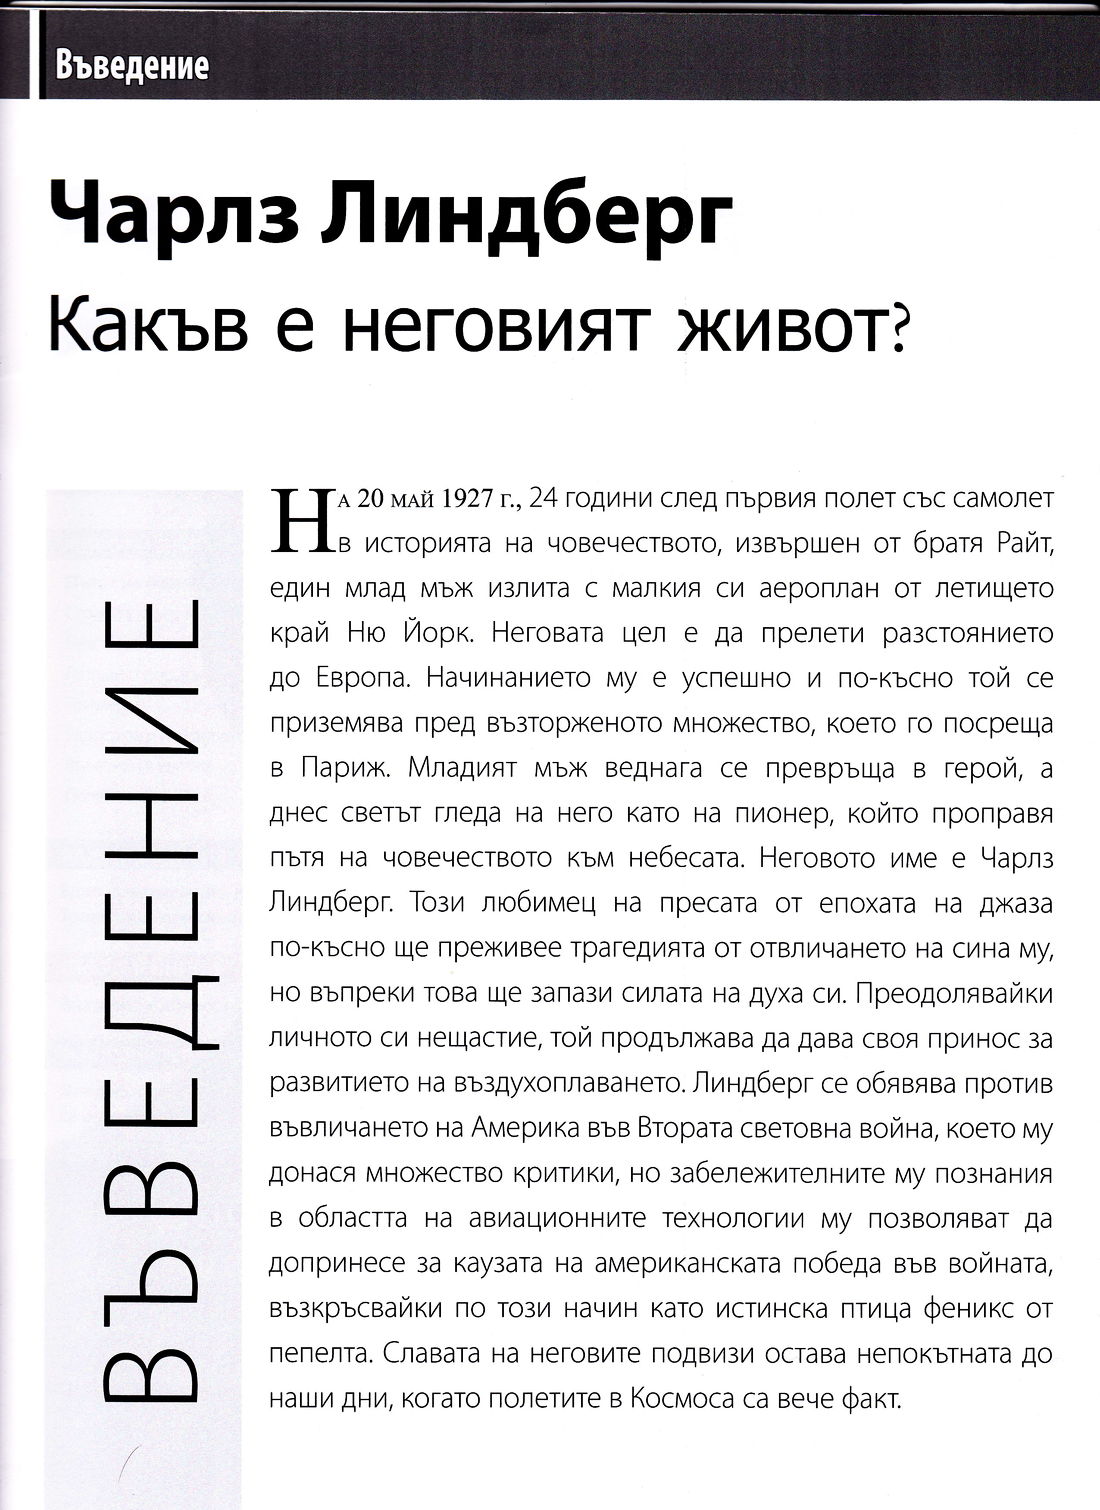 Въведение
Чарлз Линдберг
Какъв е неговият живот?
ВЪВЕДЕНИЕ
На 20 май 1927 г., 24 години след първия полет със самолет
в историята на човечеството, извършен от братя Райт,
един млад мъж излита с малкия си аероплан от летището
край Ню Йорк. Неговата цел е да прелети разстоянието
до Европа. Начинанието му е успешно и по-късно той се
приземява пред възторженото множество, което го посреща
в Париж. Младият мъж веднага се превръща в герой, а
днес светът гледа на него като на пионер, който проправя
пътя на човечеството към небесата. Неговото име е Чарлз
Линдберг. Този любимец на пресата от епохата на джаза
по-късно ще преживее трагедията от отвличането на сина му,
но въпреки това ще запази силата на духа си. Преодолявайки
личното си нещастие, той продължава да дава своя принос за
развитието на въздухоплаването. Линдберг се обявява против
въвличането на Америка във Втората световна война, което му
донася множество критики, но забележителните му познания
в областта на авиационните технологии му позволяват да
допринесе за каузата на американската победа във войната,
възкръсвайки по този начин като истинска птица феникс от
пепелта. Славата на неговите подвизи остава непокътната до
наши дни, когато полетите в Космоса са вече факт.